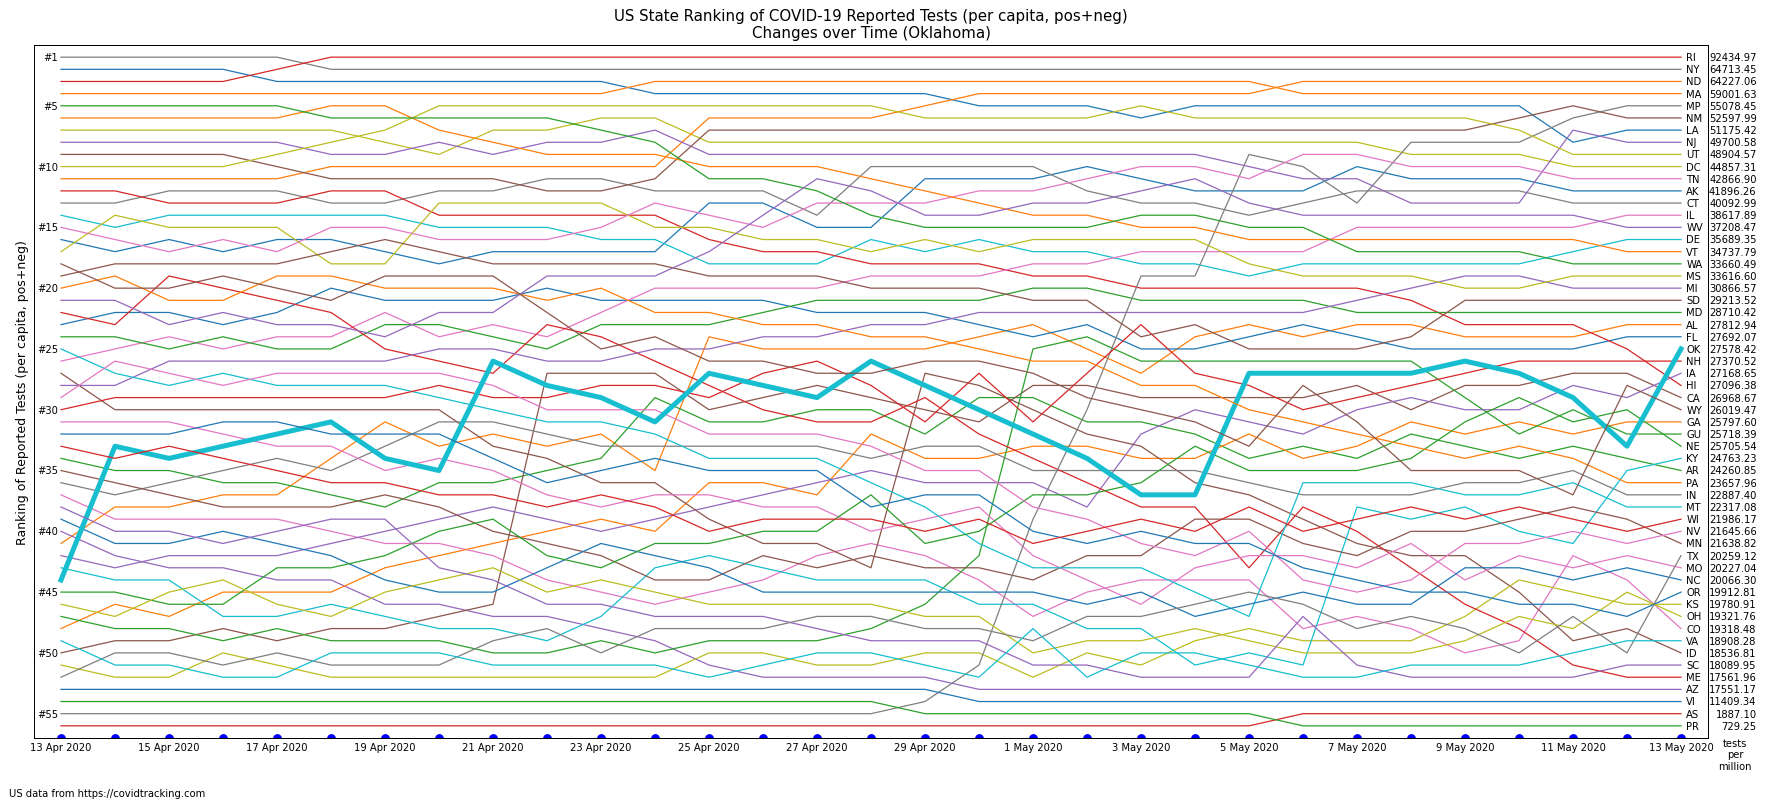 US State Ranking of COVID-19 Reported Tests (per capita, pos+neg)
Changes over Time (Oklahoma)
Ranking of Reported Tests (per capita, pos+neg)
#1
#5
#10
#15
#20
#25
#30
#35
#40
#45
#50
#55
RI 92434.97
NY 64713.45
ND 64227.06
MA 59001.63
MP 55078.45
NM 52597.99
LA 51175.42
NJ 49700.58
UT 48904.57
DC 44857.31
TN 42866.90
AK 41896.26
CT 40092.99
IL 38617.89
WV 37208.47
DE 35689.35
VT 34737.79
WA 33660.49
MS 33616.60
MI 30866.57
SD 29213.52
MD 28710.42
AL 27812.94
FL 27692.07
OK 27578.42
NH 27370.52
IA 27168.65
HI 27096.38
CA 26968.67
WY 26019.47
GA 25797.60
GU 25718.39
NE 25705.54
KY 24763.23
AR 24260.85
PA 23657.96
IN 22887.40
MT 22317.08
WI 21986.17
NV 21645.66
MN 21638.82
TX 20259.12
MO 20227.04
NC 20066.30
OR 19912.81
KS 19780.91
OH 19321.76
CO 19318.48
VA 18908.28
ID 18536.81
SC 18089.95
ME 17561.96
AZ 17551.17
VI 11409.34
AS 1887.10
PR 729.25
13 Apr 2020 15 Apr 2020 17 Apr 2020 19 Apr 2020 21 Apr 2020 23 Apr 2020 25 Apr 2020 27 Apr 2020 29 Apr 2020 1 May 2020 3 May 2020 5 May 2020 7 May 2020 9 May 2020 11 May 2020 13 May 2020
tests
per
million
US data from https://covidtracking.com